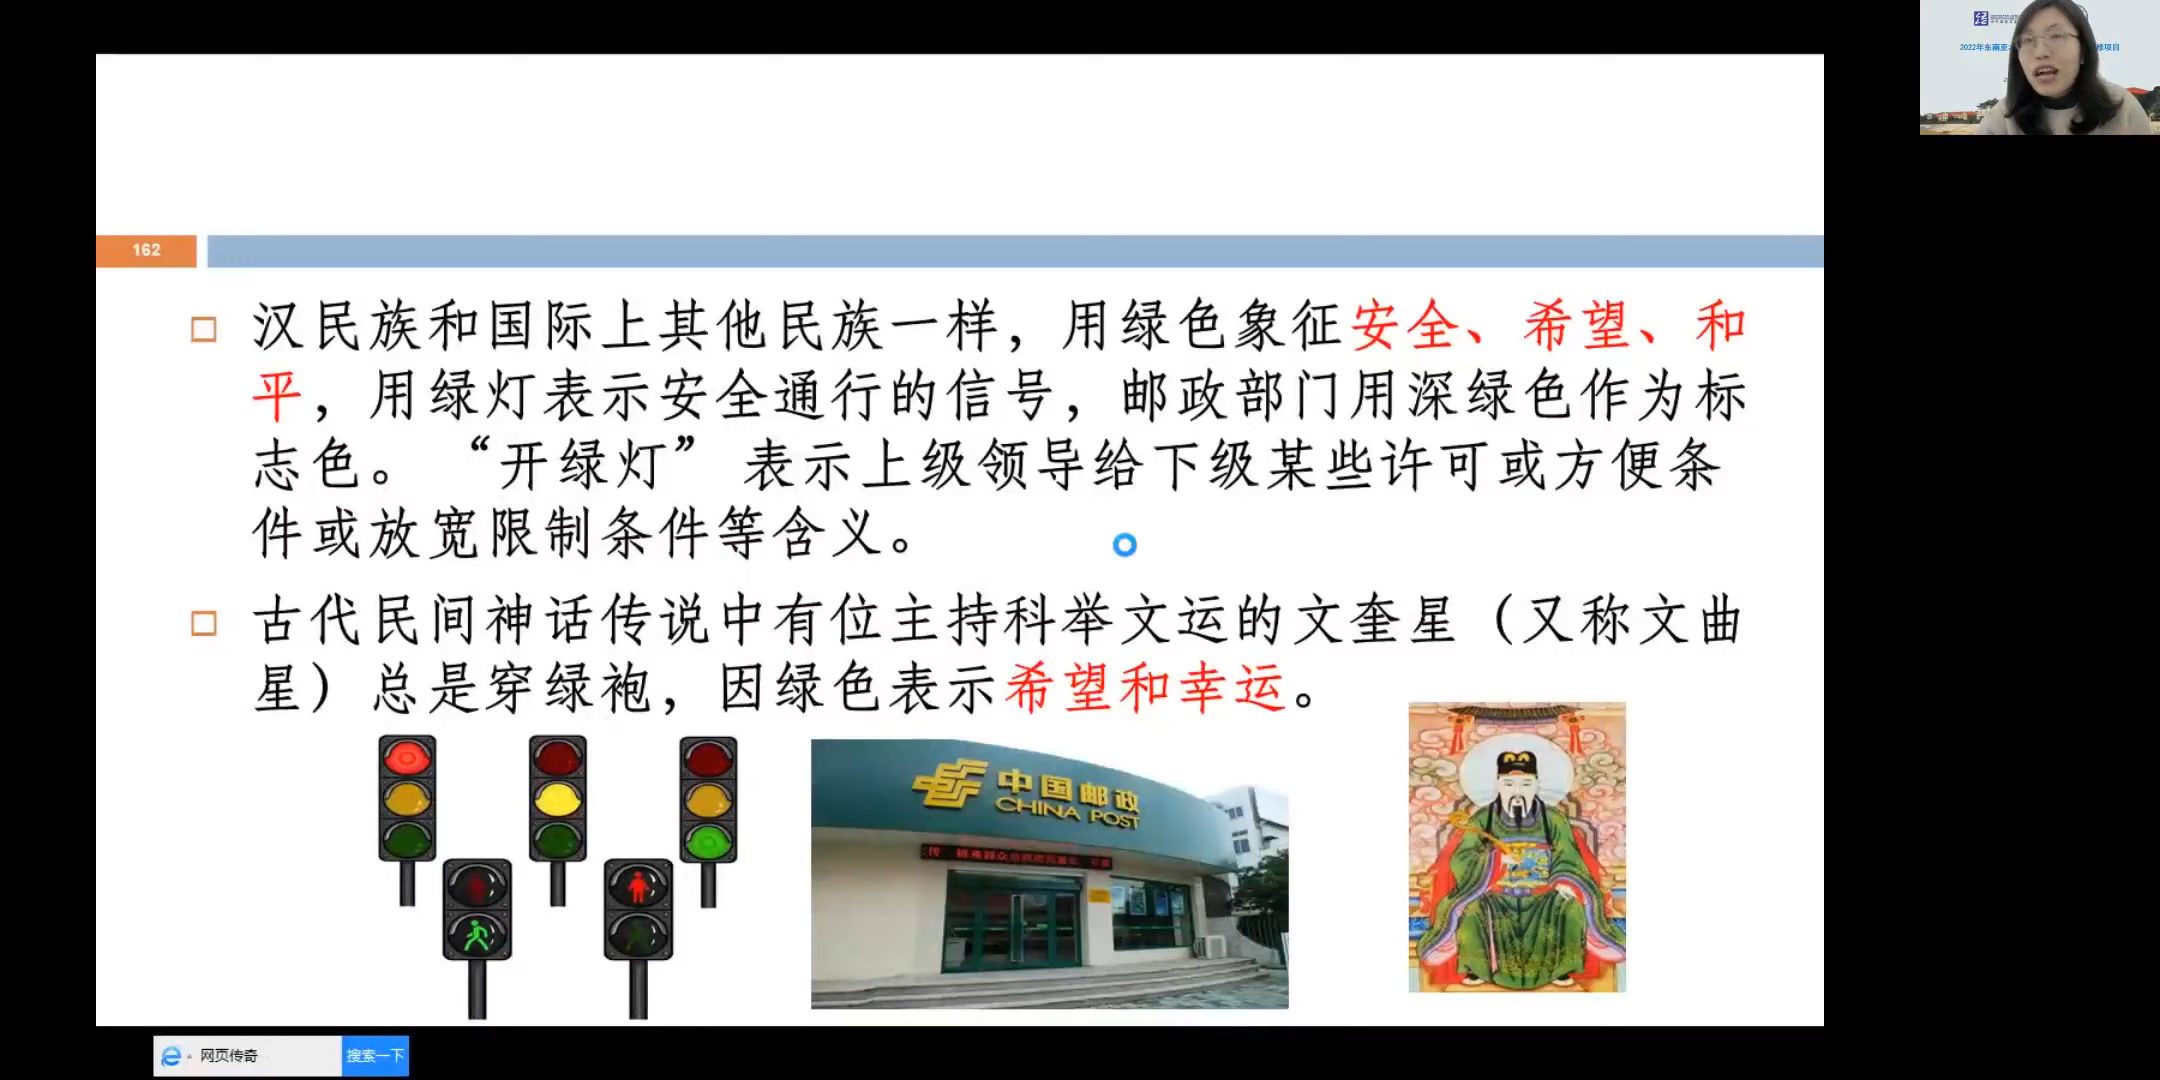 2022年东南亚
修项目
162
汉民族和国际上其他民族一样，用绿色象征安全、希望、和
平，用绿灯表示安全通行的信号，邮政部门用深绿色作为标
志色。“开绿灯”表示上级领导给下级某些许可或方便条
件或放宽限制条件等含义。
古代民间神话传说中有位主持科举文运的文奎星（又称文曲
星）总是穿绿袍，因绿色表示希望和幸运。
中国邮政
CHINA POST
网页传奇
搜索一下